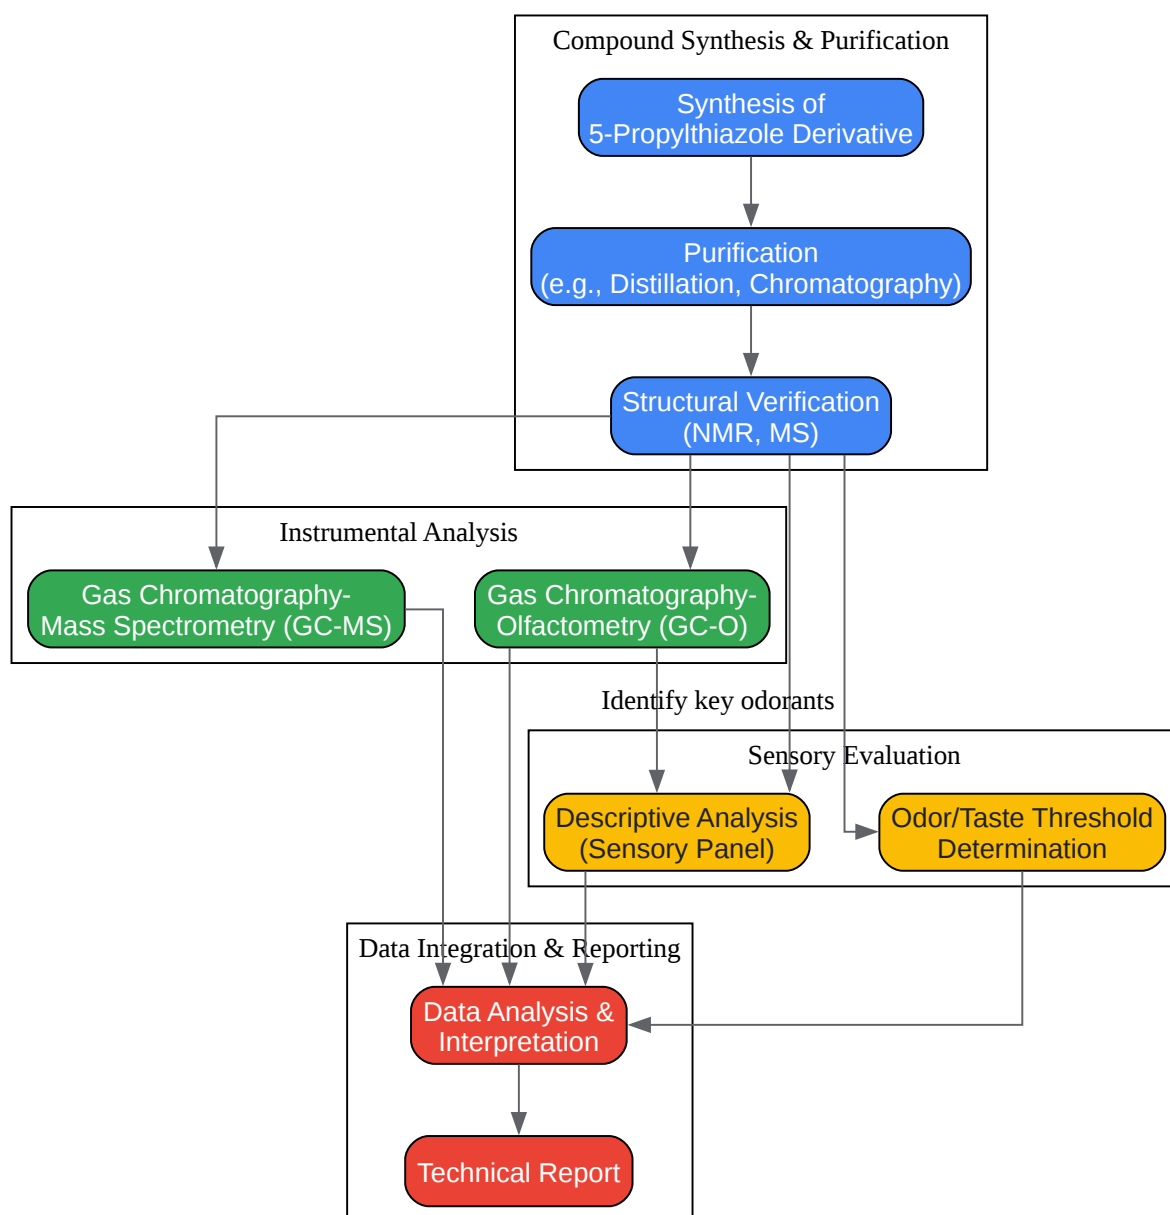 Compound Synthesis & Purification
Synthesis of
5-Propylthiazole Derivative
Purification
(e.g., Distillation, Chromatography)
Structural Verification
(NMR, MS)
Instrumental Analysis
Gas Chromatography-
Mass Spectrometry (GC-MS)
Gas Chromatography-
Olfactometry (GC-O)
Identify key odorants
Sensory Evaluation
Descriptive Analysis
(Sensory Panel)
Odor/Taste Threshold
Determination
Data Integration & Reporting
Data Analysis &
Interpretation
Technical Report